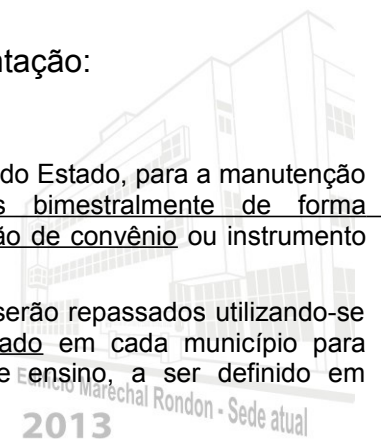 ntação:
do Estado, para a manutenção
s bimestralmente de forma
ão de convênio ou instrumento
serão repassados utilizando-se
ado em cada município para
e ensino, a ser definido em
Edifício Marechal Rondon - Sede atual
2013